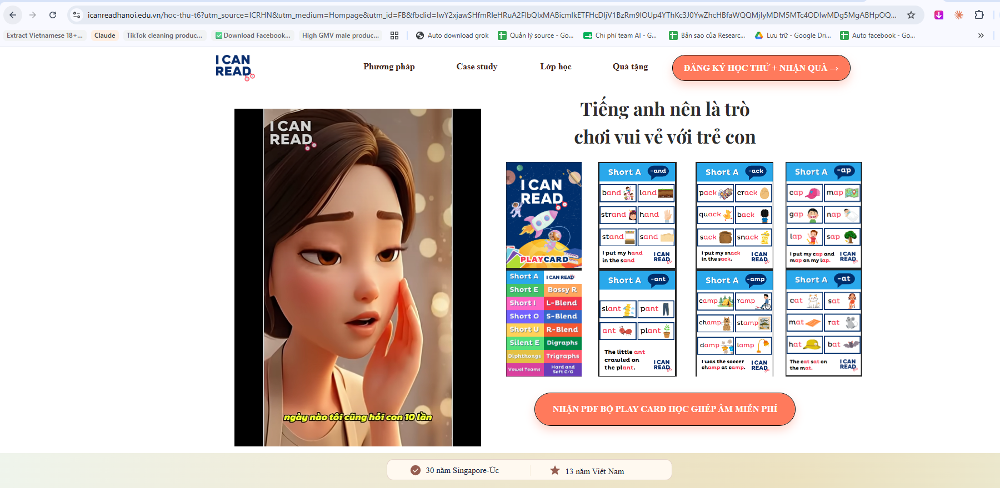 icanreadhanoi.edu.vn/hoc-thu-t6?utm_source=ICRHN&utm_medium=Hompage&utm_id=FB&fbclid=
Extract Vietnamese 18+...
Claude
TikTok cleaning produc...
Download Facebook...
High GMV male produc...
Auto download grok
Quản lý source - Go...
Chi phí team AI - G...
Bản sao của Researc...
Lưu trữ - Google Dri...
Auto facebook - Go...
I CAN
READ
Phương pháp
Case study
Lớp học
Quà tặng
ĐĂNG KÝ HỌC THỬ + NHẬN QUÀ →
I CAN
READ
ngày nào tôi cũng hỏi con 10 lần
Tiếng anh nên là trò
chơi vui vẻ với trẻ con
I CAN
READ
PLAYCARD
Short A -and
band land
strand hand
stand sand
I put my hand
in the sand
I CAN
READ
Short A -ack
pack crack
quack back
sack snack
I put my snack
in the sack.
I CAN
READ
Short A -ap
cap map
gap nap
lap sap
I put my cap and
map on my lap.
I CAN
READ
Short A I CAN READ
Short E Bossy R
Short I L-Blend
Short O S-Blend
Short U R-Blend
Silent E Digraphs
Diphthongs Trigraphs
Vowel Teams Hard and
Soft C/G
Short A -ant
slant pant
ant plant
The little ant
crawled on
the plant.
I CAN
READ
Short A -amp
camp ramp
champ stamp
damp lamp
I was the soccer
champ at camp.
I CAN
READ
Short A -at
cat sat
mat rat
hat bat
The cat sat on
the mat.
I CAN
READ
NHẬN PDF BỘ PLAY CARD HỌC GHÉP ÂM MIỄN PHÍ
30 năm Singapore-Úc
13 năm Việt Nam